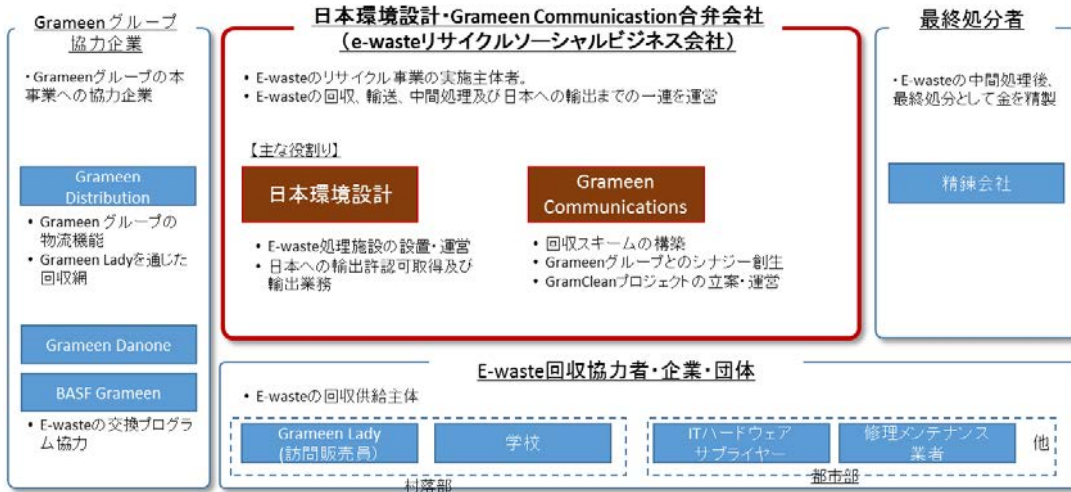 Grameen グループ
協力企業
・Grameenグループの本
事業への協力企業
Grameen
Distribution
• Grameen グループの
物流機能
• Grameen Ladyを通じた
回収網
Grameen Danone
BASF Grameen
• E-wasteの交換プログラ
ム協力
日本環境設計・Grameen Communicastion合弁会社
（e-wasteリサイクルソーシャルビジネス会社）
• E-wasteのリサイクル事業の実施主体者。
• E-wasteの回収、輸送、中間処理及び日本への輸出までの一連を運営
【主な役割り】
日本環境設計
• E-waste処理施設の設置・運営
• 日本への輸出許認可取得及び
輸出業務
Grameen
Communications
• 回収スキームの構築
• Grameenグループとのシナジー創生
• GramCleanプロジェクトの立案・運営
最終処分者
・E-wasteの中間処理後、
最終処分として金を精製
精錬会社
E-waste回収協力者・企業・団体
• E-wasteの回収供給主体
Grameen Lady
(訪問販売員)
学校
村落部
ITハードウェア
サプライヤー
修理メンテナンス
業者
他
都市部